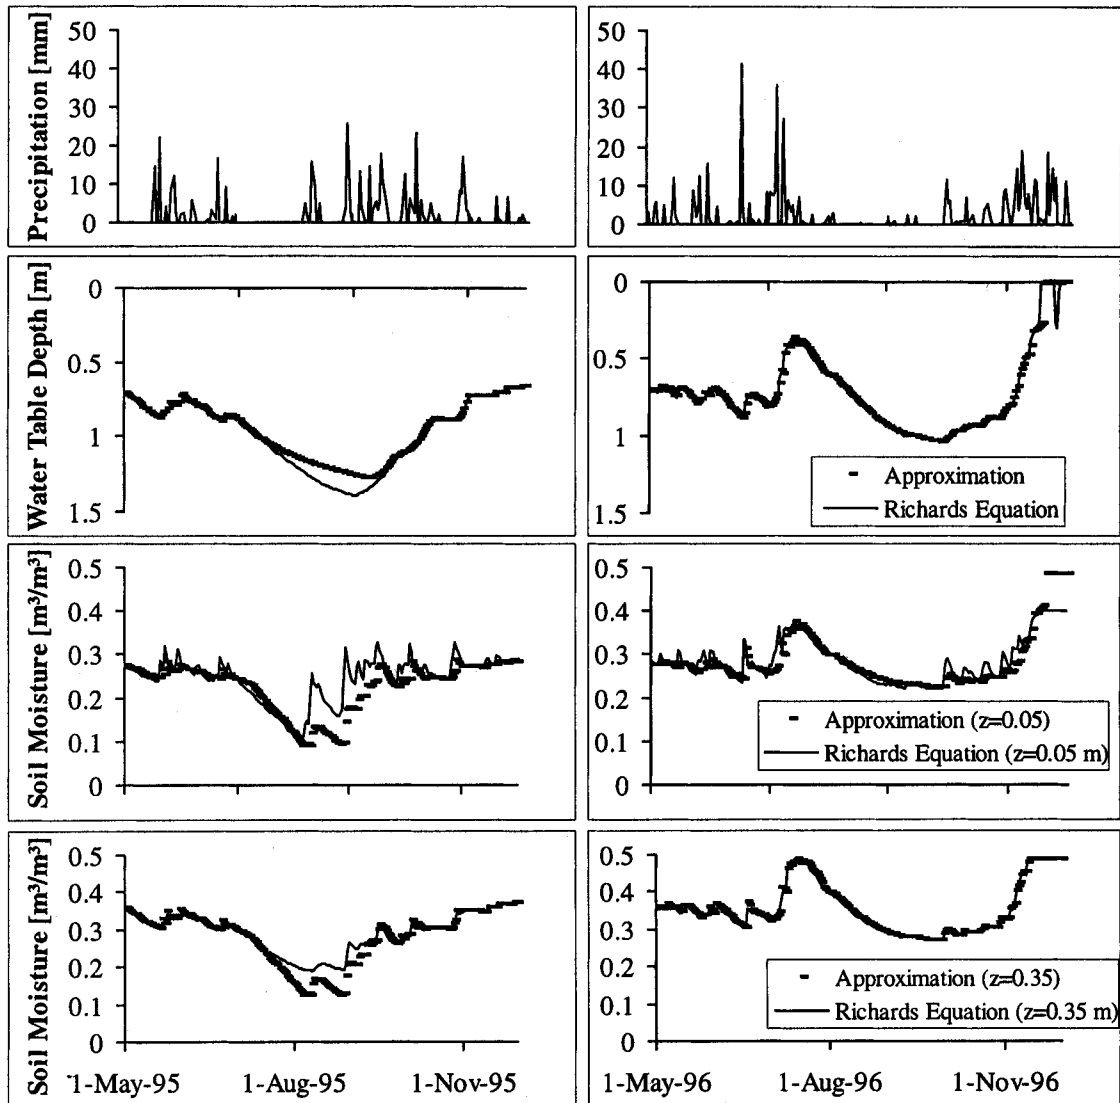 Precipitation [mm]
50
40
30
20
10
0
50
40
30
20
10
0
Water Table Depth [m]
0
0.5
1
1.5
0
0.5
1
1.5
Approximation
Richards Equation
Soil Moisture [m³/m³]
0.5
0.4
0.3
0.2
0.1
0
0.5
0.4
0.3
0.2
0.1
0
Approximation (z=0.05)
Richards Equation (z=0.05 m)
Soil Moisture [m³/m³]
0.5
0.4
0.3
0.2
0.1
0
1-May-95
1-Aug-95
1-Nov-95
0.5
0.4
0.3
0.2
0.1
0
Approximation (z=0.35)
Richards Equation (z=0.35 m)
1-May-96
1-Aug-96
1-Nov-96